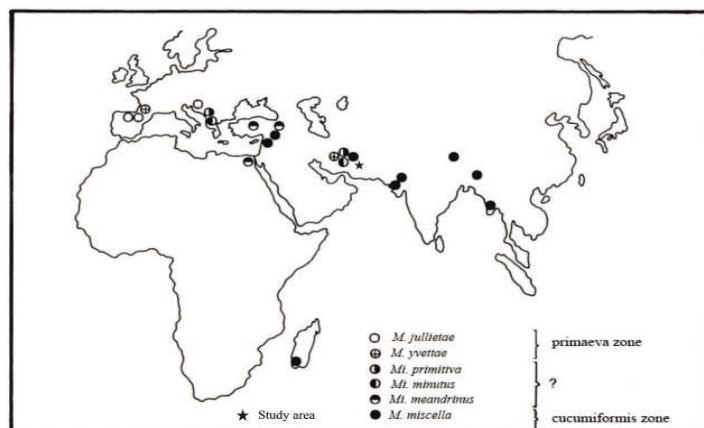 M. jullietae
M. yvettae
primaeva zone
Mi. primitiva
Mi. minutus
?
Mi. meandrinus
M. miscella
cucumiformis zone
★ Study area